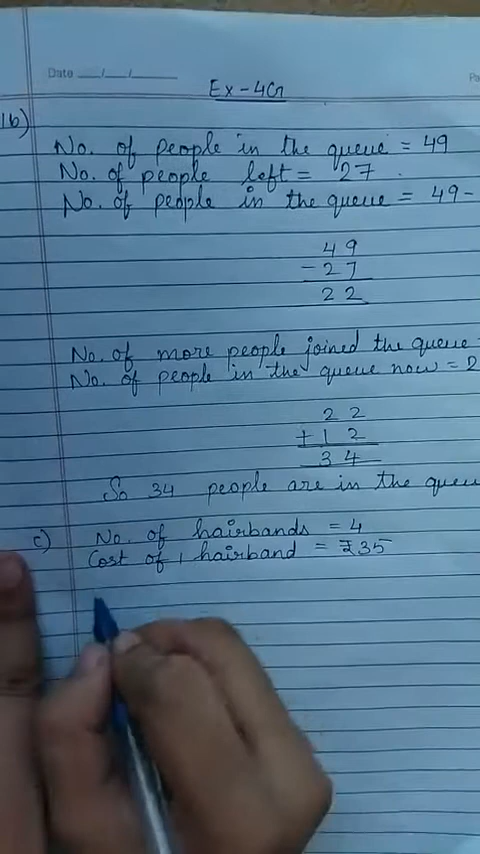 Date __/__/____
Ex-4G
1b)
No. of people in the queue = 49
No. of people left = 27
No. of people in the queue = 49-
49
-27
22
No. of more people joined the queue
No. of people in the queue now = 2
22
+12
34
So 34 people are in the
c) No. of hairbands = 4
Cost of 1 hairband = ₹35